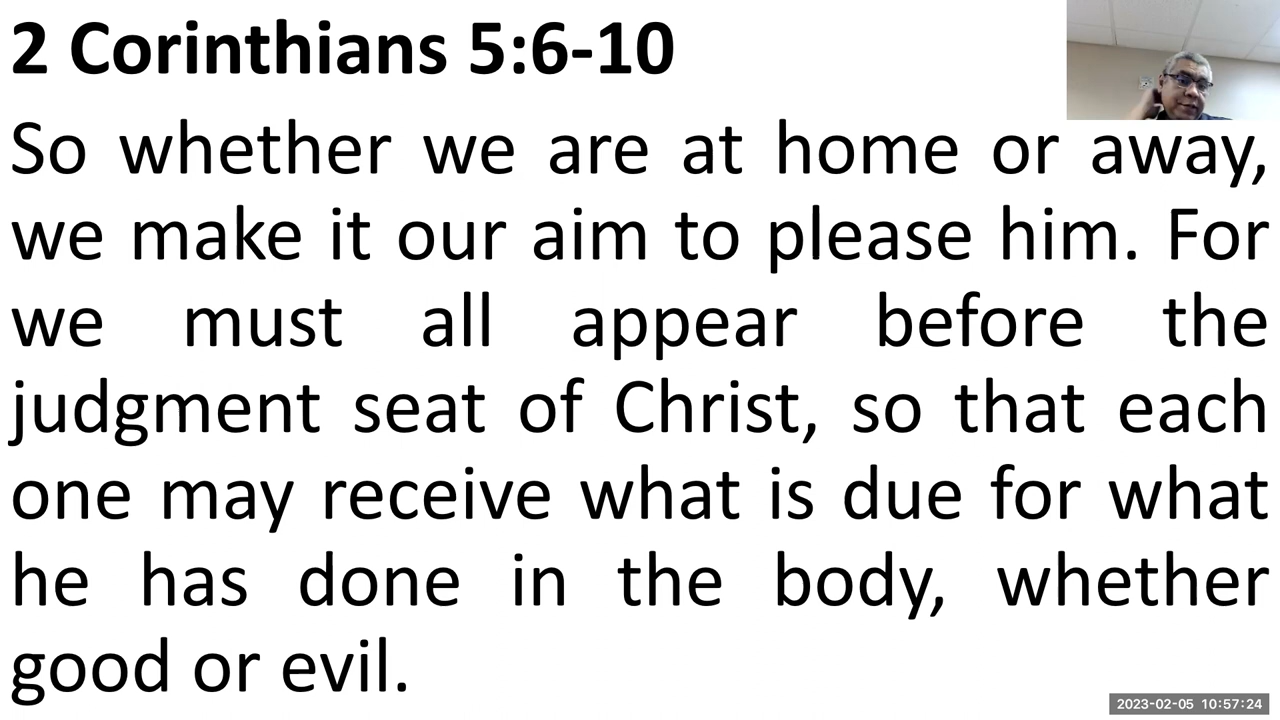 2 Corinthians 5:6-10
So whether we are at home or away,
we make it our aim to please him. For
we must all appear before the
judgment seat of Christ, so that each
one may receive what is due for what
he has done in the body, whether
good or evil.
2023-02-05 10:57:24